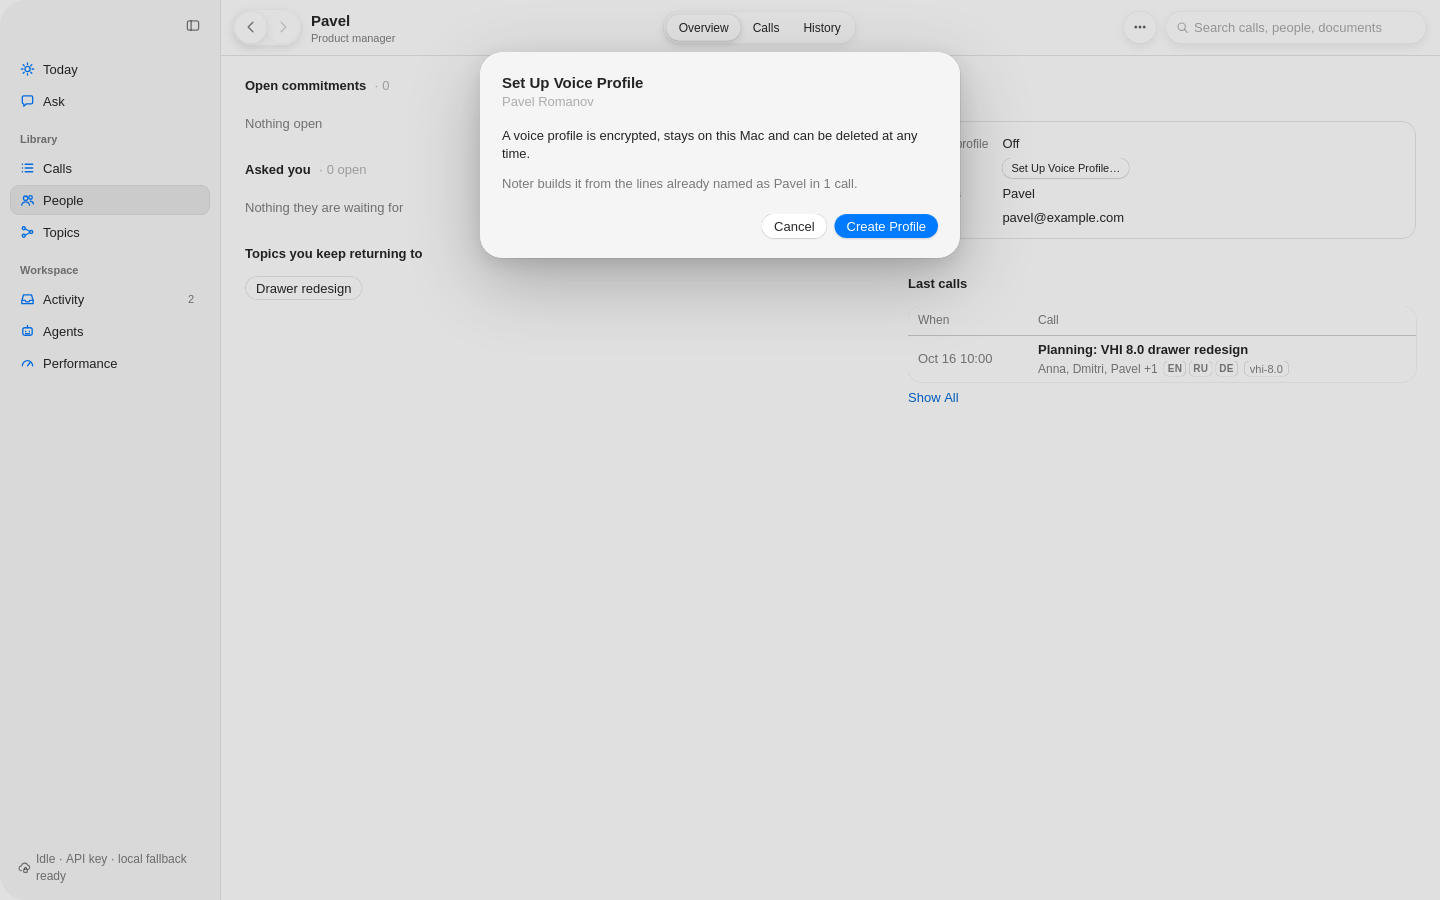 Pavel
Product manager
Overview
Calls
History
Search calls, people, documents
Today
Ask
Library
Calls
People
Topics
Workspace
Activity 2
Agents
Performance
Idle · API key · local fallback
ready
Open commitments · 0
Nothing open
Asked you · 0 open
Nothing they are waiting for
Topics you keep returning to
Drawer redesign
Set Up Voice Profile
Pavel Romanov
A voice profile is encrypted, stays on this Mac and can be deleted at any
time.
Noter builds it from the lines already named as Pavel in 1 call.
Cancel
Create Profile
profile Off
Set Up Voice Profile…
Pavel
pavel@example.com
Last calls
When Call
Oct 16 10:00
Planning: VHI 8.0 drawer redesign
Anna, Dmitri, Pavel +1 EN RU DE vhi-8.0
Show All